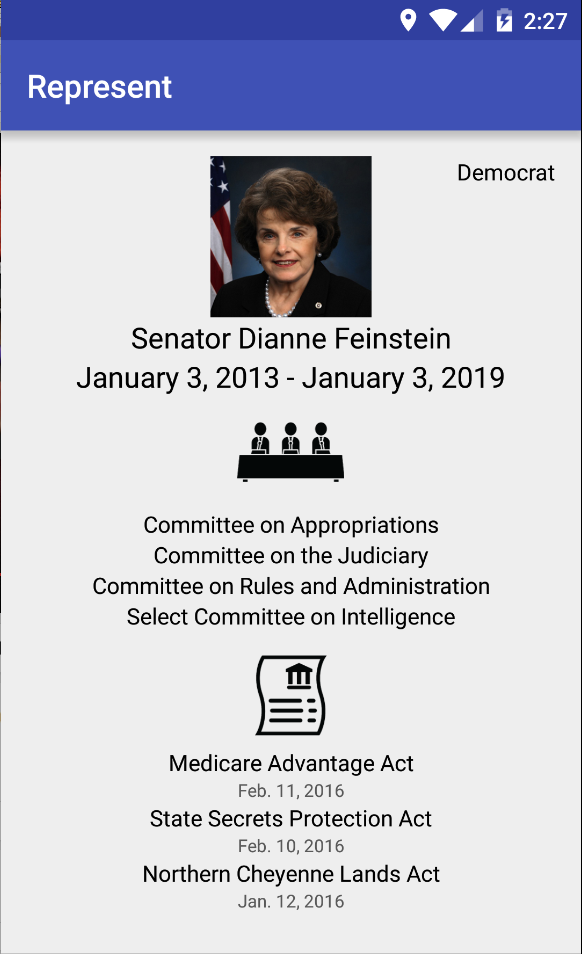 2:27
Represent
Democrat
Senator Dianne Feinstein
January 3, 2013 - January 3, 2019
Committee on Appropriations
Committee on the Judiciary
Committee on Rules and Administration
Select Committee on Intelligence
Medicare Advantage Act
Feb. 11, 2016
State Secrets Protection Act
Feb. 10, 2016
Northern Cheyenne Lands Act
Jan. 12, 2016